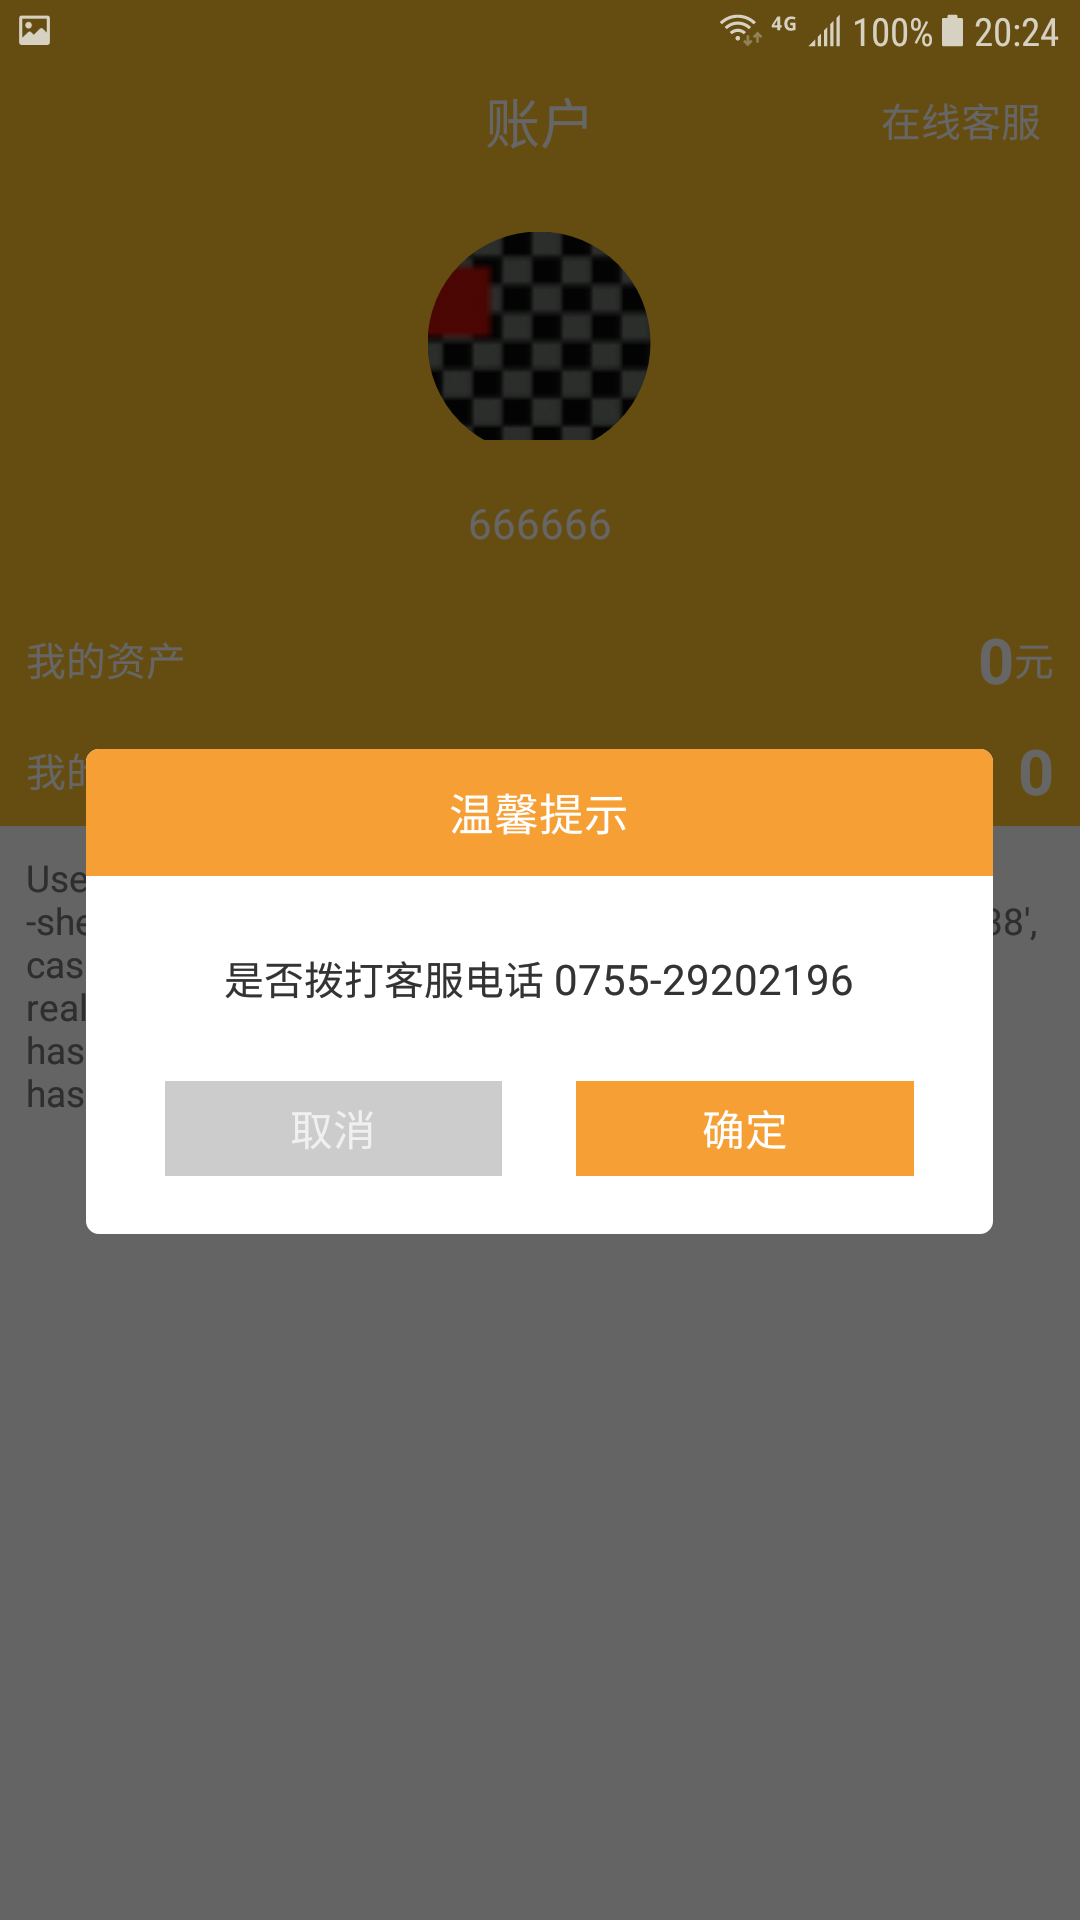 4G 100% 20:24
账户
在线客服
666666
我的资产 0元
我的 0
温馨提示
Use
-she 38',
cas
real
has
has
是否拨打客服电话 0755-29202196
取消 确定